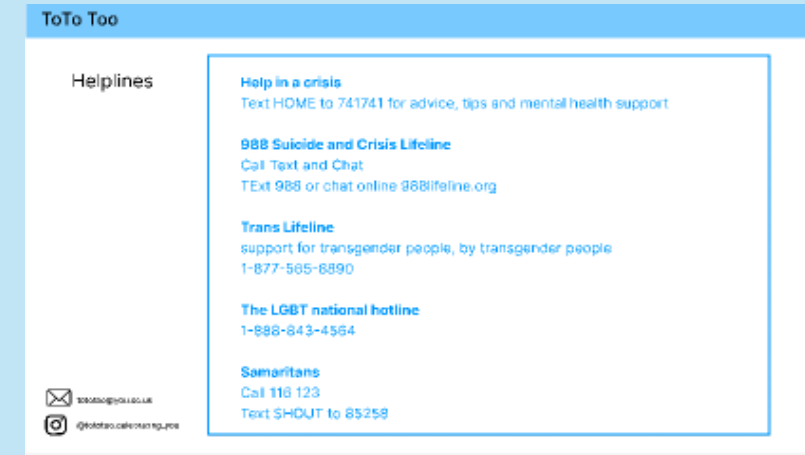 ToTo Too
Helplines
Help in a crisis
Text HOME to 741741 for advice, tips and mental health support
988 Suicide and Crisis Lifeline
Call Text and Chat
TExt 988 or chat online 988lifeline.org
Trans Lifeline
support for transgender people, by transgender people
1-877-565-8890
The LGBT national hotline
1-888-843-4564
Samaritans
Call 116 123
Text SHOUT to 85258